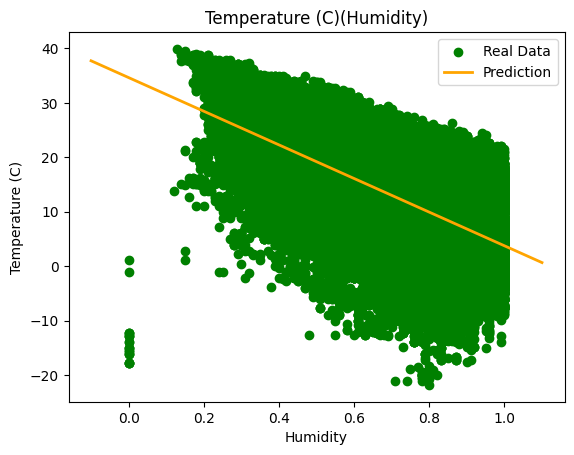 Temperature (C)(Humidity)
Real Data
Prediction
Temperature (C)
40
30
20
10
0
−10
−20
0.0 0.2 0.4 0.6 0.8 1.0
Humidity